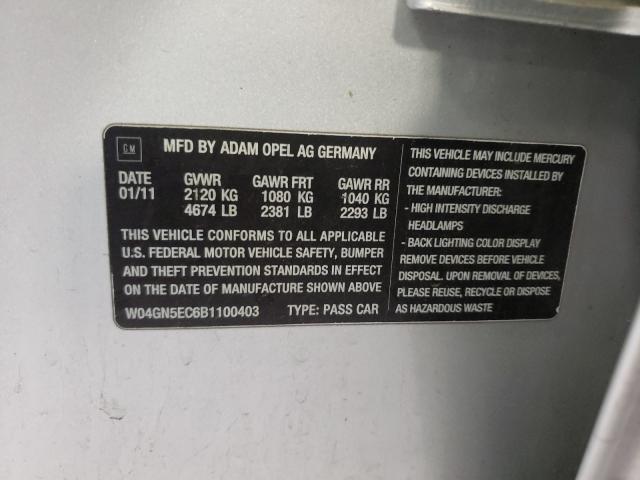 GM
MFD BY ADAM OPEL AG GERMANY
DATE GVWR GAWR FRT GAWR RR
01/11 2120 KG 1080 KG 1040 KG
4674 LB 2381 LB 2293 LB
THIS VEHICLE CONFORMS TO ALL APPLICABLE
U.S. FEDERAL MOTOR VEHICLE SAFETY, BUMPER
AND THEFT PREVENTION STANDARDS IN EFFECT
ON THE DATE OF MANUFACTURE SHOWN ABOVE
W04GN5EC6B1100403 TYPE: PASS CAR
THIS VEHICLE MAY INCLUDE MERCURY
CONTAINING DEVICES INSTALLED BY
THE MANUFACTURER:
- HIGH INTENSITY DISCHARGE
HEADLAMPS
- BACK LIGHTING COLOR DISPLAY
REMOVE DEVICES BEFORE VEHICLE
DISPOSAL. UPON REMOVAL OF DEVICES,
PLEASE REUSE, RECYCLE OR DISPOSE
AS HAZARDOUS WASTE